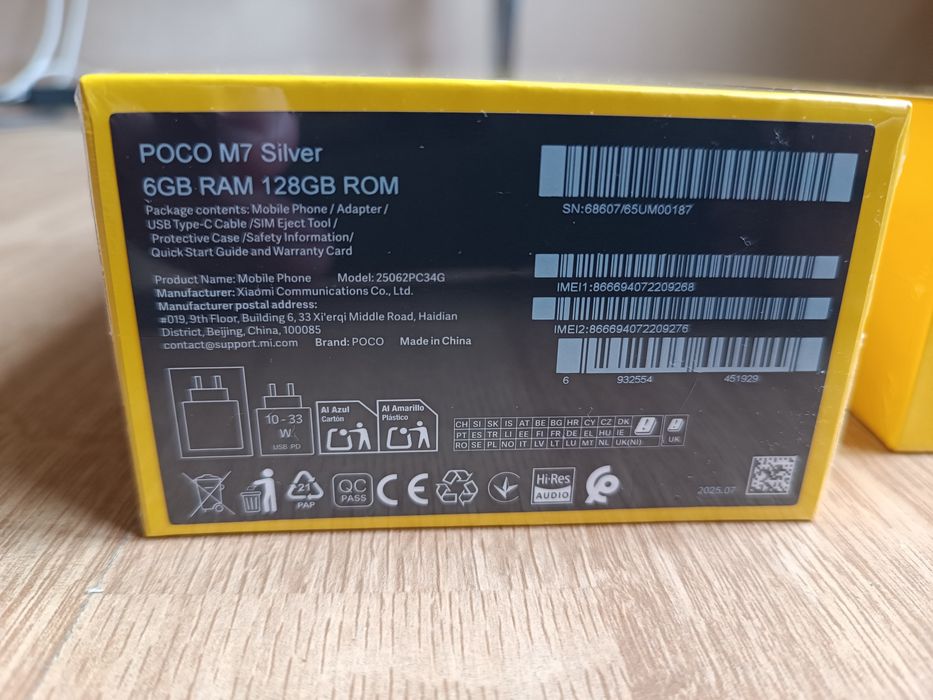 POCO M7 Silver
6GB RAM 128GB ROM
Package contents: Mobile Phone / Adapter /
USB Type-C Cable /SIM Eject Tool /
Protective Case /Safety Information/
Quick Start Guide and Warranty Card
Product Name: Mobile Phone Model: 25062PC34G
Manufacturer: Xiaomi Communications Co., Ltd.
Manufacturer postal address:
#019, 9th Floor, Building 6, 33 Xi'erqi Middle Road, Haidian
District, Beijing, China, 100085
contact@support.mi.com Brand: POCO Made in China
SN:68607/65UM00187
IMEI1:866694072209268
IMEI2:866694072209276
6 932554 451929
10 - 33
W
USB PD
Al Azul
Cartón
Al Amarillo
Plástico
CH SI SK IS AT BE BG HR CY CZ DK
PT ES TR LI EE FI FR DE EL HU IE
RO SE PL NO IT LV LT LU MT NL UK(NI)
UK
21
PAP
QC
PASS
CE
Hi-Res
AUDIO
2025.07